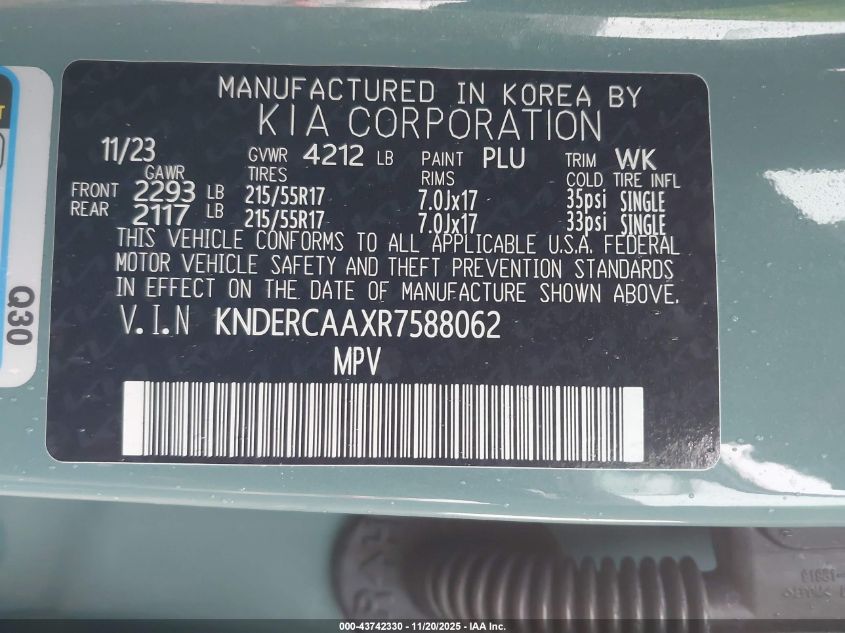 MANUFACTURED IN KOREA BY
KIA CORPORATION
11/23 GVWR 4212 LB PAINT PLU TRIM WK
GAWR TIRES RIMS COLD TIRE INFL
FRONT 2293 LB 215/55R17 7.0Jx17 35psi SINGLE
REAR 2117 LB 215/55R17 7.0Jx17 33psi SINGLE
THIS VEHICLE CONFORMS TO ALL APPLICABLE U.S.A. FEDERAL
MOTOR VEHICLE SAFETY AND THEFT PREVENTION STANDARDS
IN EFFECT ON THE DATE OF MANUFACTURE SHOWN ABOVE.
V.I.N KNDERCAAXR7588062
MPV
Q30
000-43742330 - 11/20/2025 - IAA Inc.